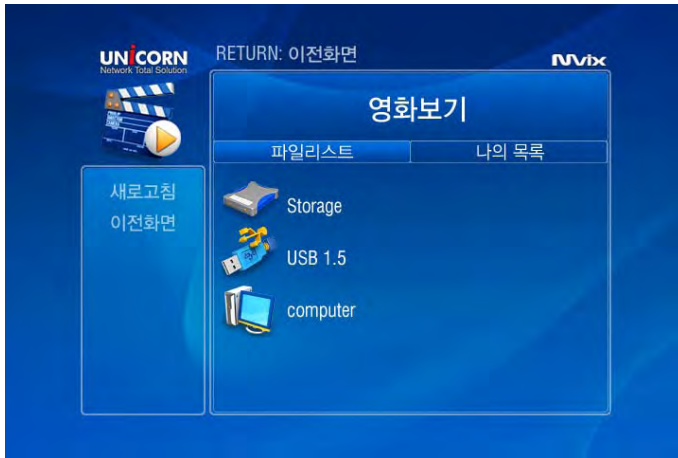 UNiCORN
Network Total Solution
RETURN: 이전화면
Mvix
영화보기
파일리스트
나의 목록
새로고침
이전화면
Storage
USB 1.5
computer